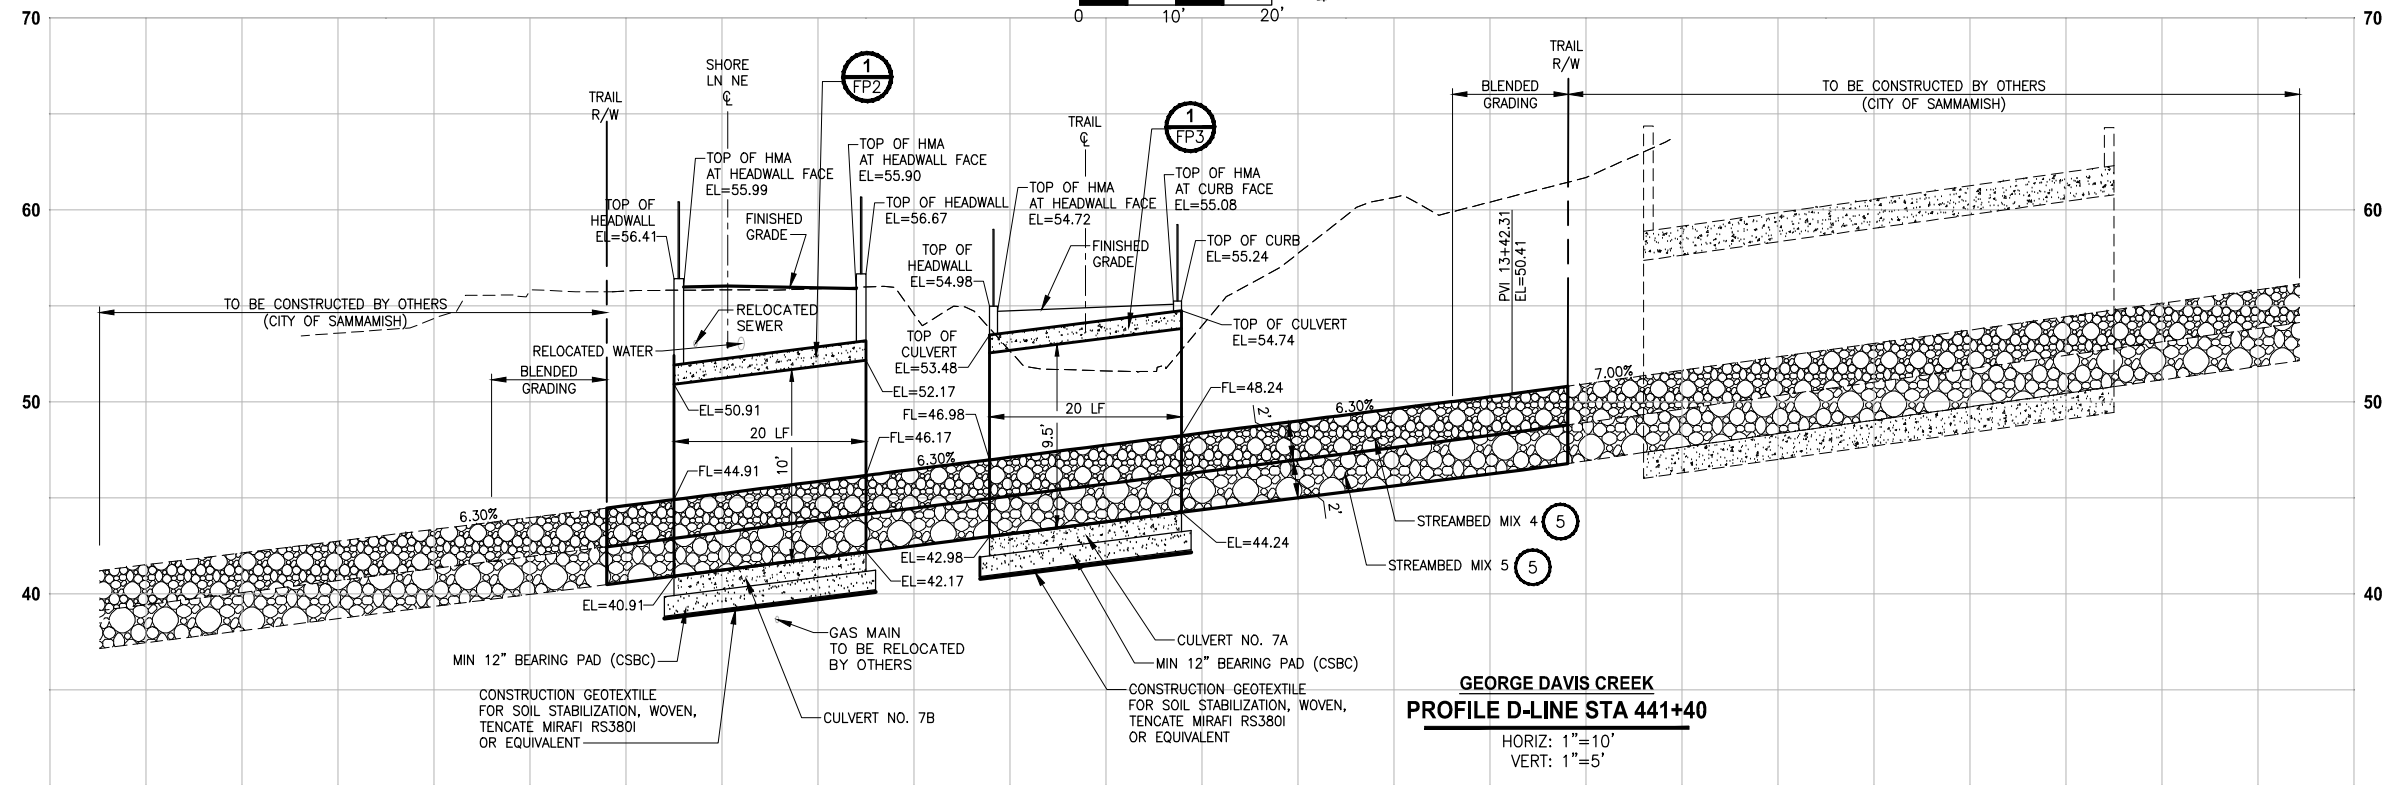 0 10' 20'
70
70
60
60
50
50
40
40
TRAIL
R/W
SHORE
LN NE
℄
1
FP2
TOP OF HMA
AT HEADWALL FACE
EL=55.99
TOP OF HMA
AT HEADWALL FACE
EL=55.90
TOP OF
HEADWALL
EL=56.41
FINISHED
GRADE
TOP OF HEADWALL
EL=56.67
TRAIL
℄
1
FP3
TOP OF HMA
AT HEADWALL FACE
EL=54.72
TOP OF HMA
AT CURB FACE
EL=55.08
TOP OF
HEADWALL
EL=54.98
FINISHED
GRADE
TOP OF CURB
EL=55.24
TRAIL
R/W
BLENDED
GRADING
TO BE CONSTRUCTED BY OTHERS
(CITY OF SAMMAMISH)
PVI 13+42.31
EL=50.41
TO BE CONSTRUCTED BY OTHERS
(CITY OF SAMMAMISH)
RELOCATED
SEWER
RELOCATED WATER
TOP OF
CULVERT
EL=53.48
TOP OF CULVERT
EL=54.74
BLENDED
GRADING
EL=50.91
EL=52.17
20 LF
10'
FL=46.98
FL=46.17
FL=44.91
20 LF
9.5'
FL=48.24
2'
2'
6.30%
6.30%
6.30%
7.00%
STREAMBED MIX 4
5
STREAMBED MIX 5
5
EL=42.98
EL=42.17
EL=44.24
EL=40.91
GAS MAIN
TO BE RELOCATED
BY OTHERS
MIN 12" BEARING PAD (CSBC)
CONSTRUCTION GEOTEXTILE
FOR SOIL STABILIZATION, WOVEN,
TENCATE MIRAFI RS380I
OR EQUIVALENT
CULVERT NO. 7B
CULVERT NO. 7A
MIN 12" BEARING PAD (CSBC)
CONSTRUCTION GEOTEXTILE
FOR SOIL STABILIZATION, WOVEN,
TENCATE MIRAFI RS380I
OR EQUIVALENT
GEORGE DAVIS CREEK
PROFILE D-LINE STA 441+40
HORIZ: 1"=10'
VERT: 1"=5'